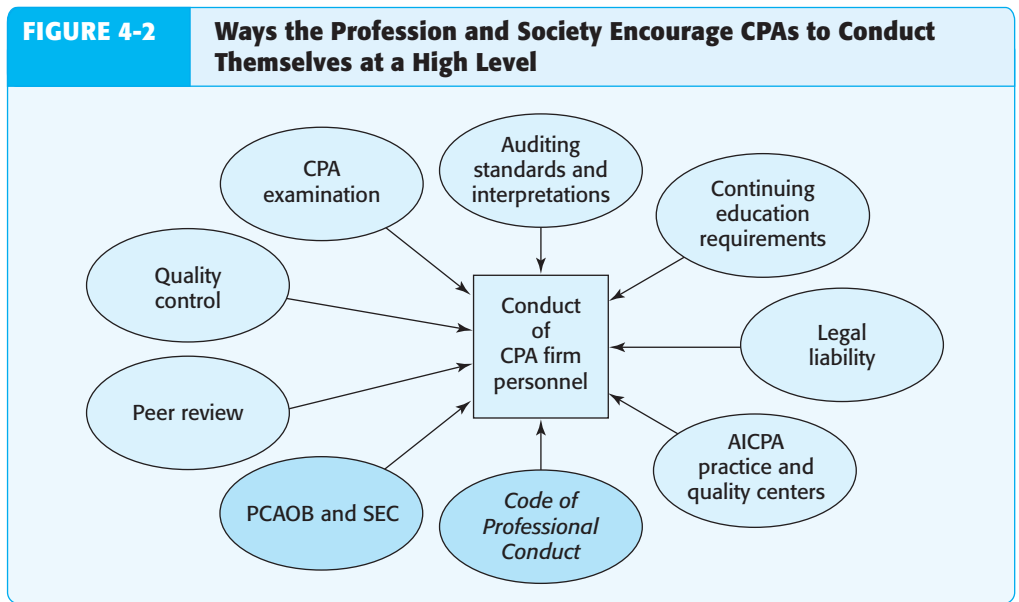 FIGURE 4-2
Ways the Profession and Society Encourage CPAs to Conduct
Themselves at a High Level
CPA
examination
Auditing
standards and
interpretations
Continuing
education
requirements
Quality
control
Conduct
of
CPA firm
personnel
Legal
liability
Peer review
AICPA
practice and
quality centers
PCAOB and SEC
Code of
Professional
Conduct